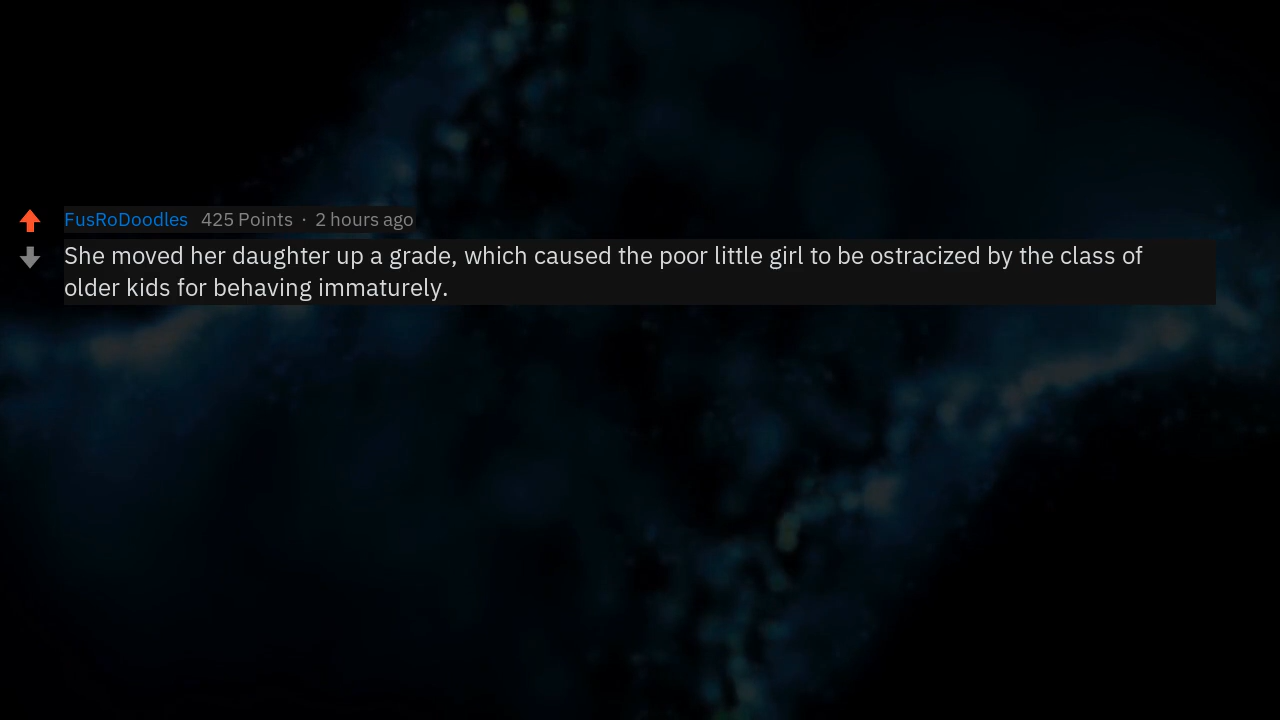 FusRoDoodles 425 Points · 2 hours ago
She moved her daughter up a grade, which caused the poor little girl to be ostracized by the class of
older kids for behaving immaturely.